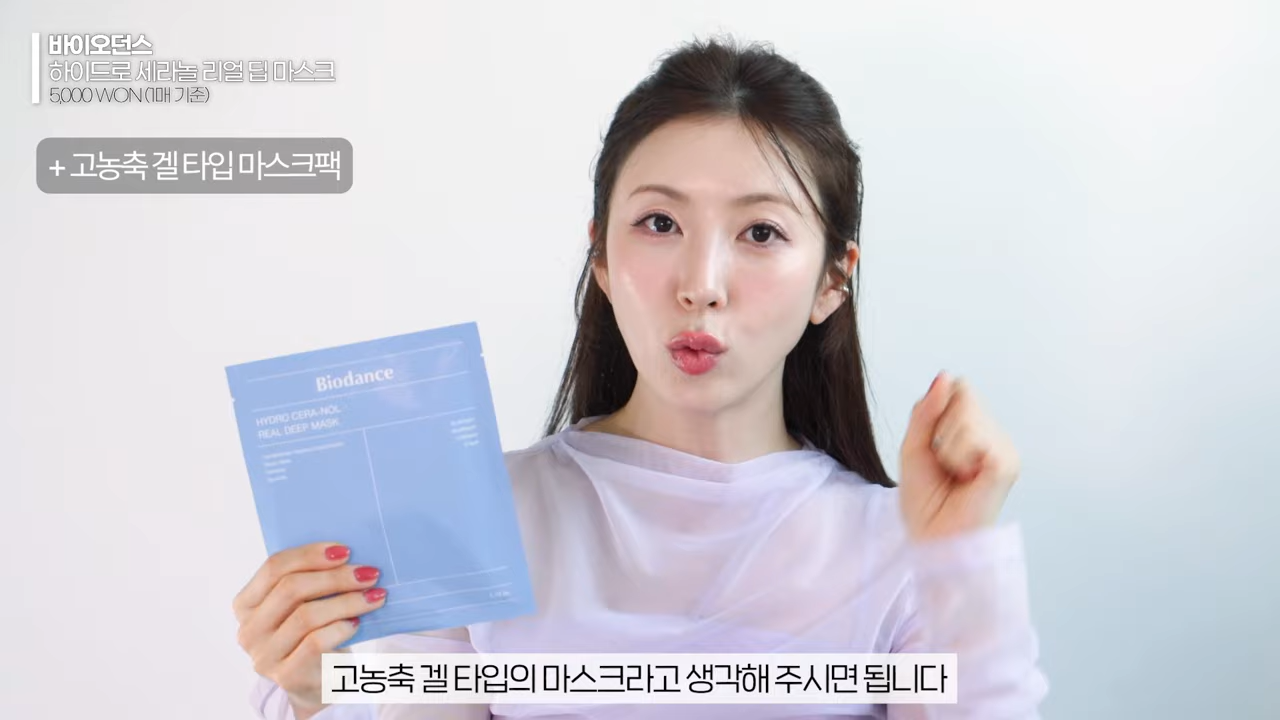 바이오던스
하이드로 세라놀 리얼 딥 마스크
5,000 WON (1매 기준)
+ 고농축 겔 타입 마스크팩
Biodance
HYDRO CERA-NOL
REAL DEEP MASK
고농축 겔 타입의 마스크라고 생각해 주시면 됩니다